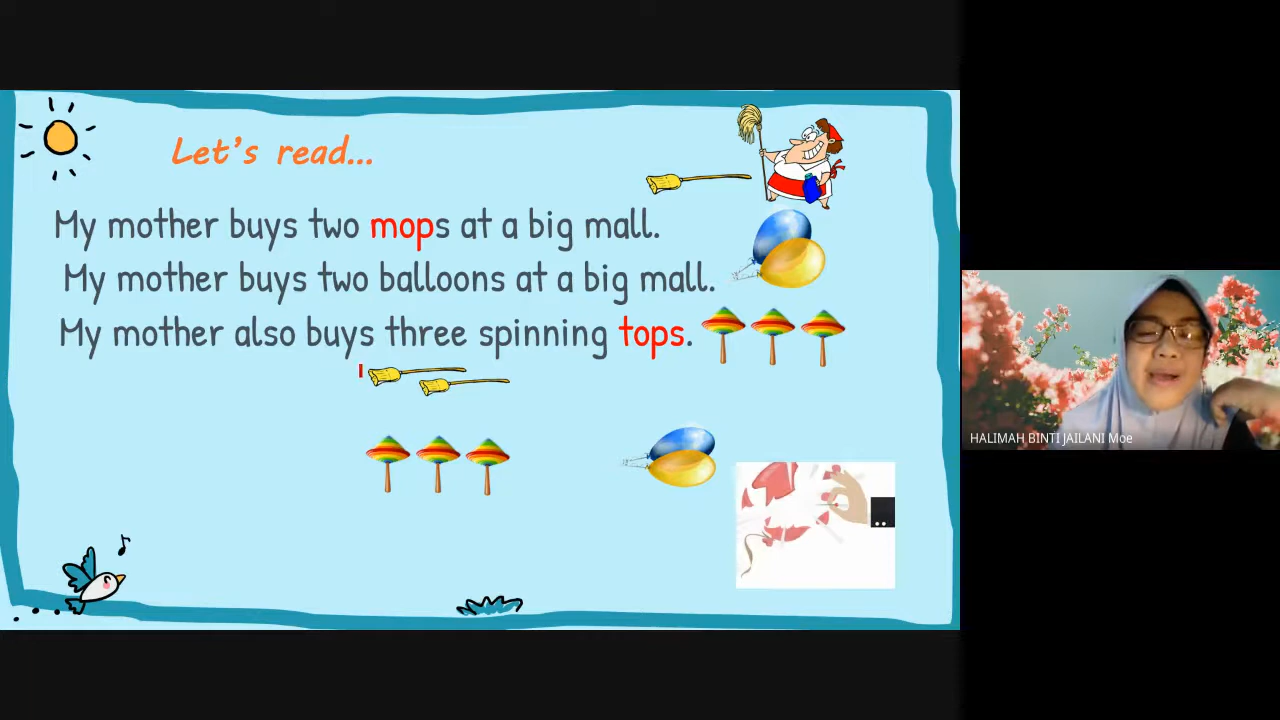 Let's read...
My mother buys two mops at a big mall.
My mother buys two balloons at a big mall.
My mother also buys three spinning tops.
HALIMAH BINTI JAILANI Moe